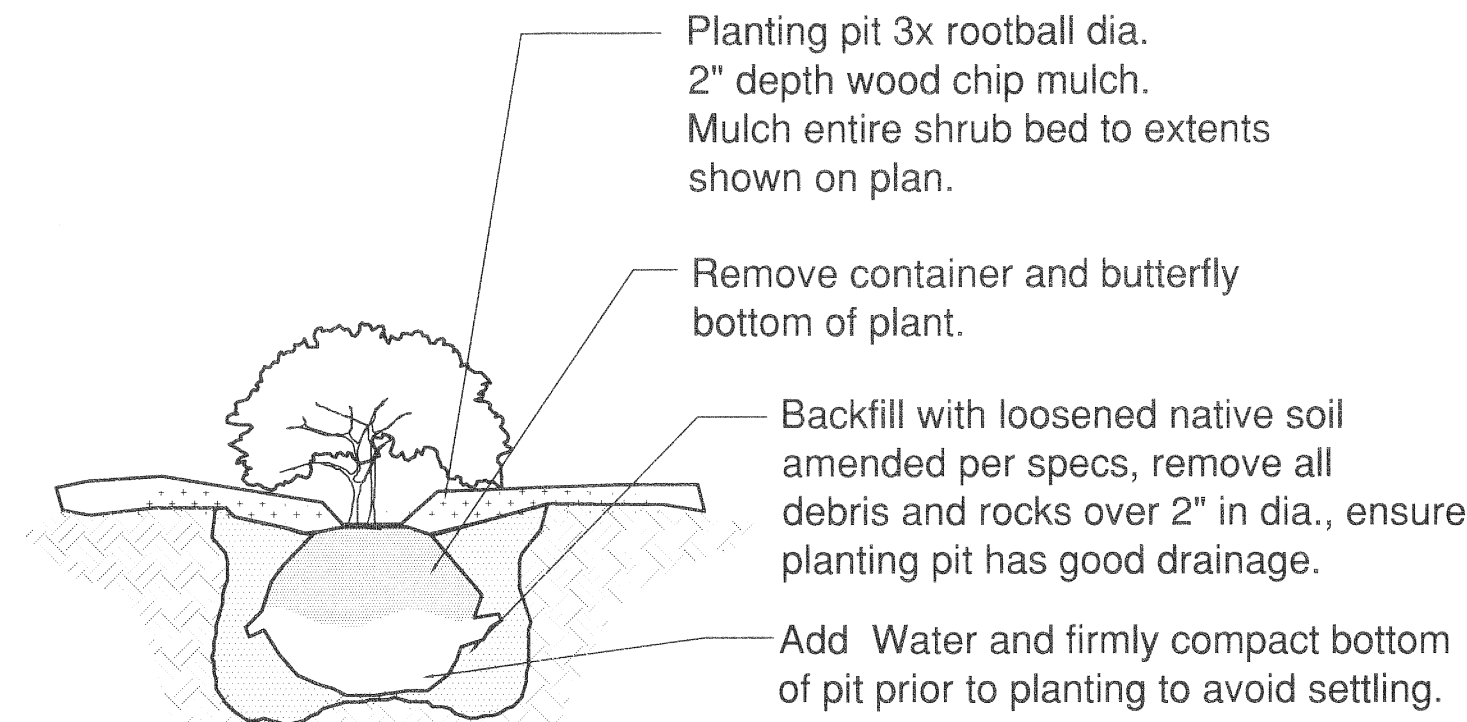 Planting pit 3x rootball dia.
2" depth wood chip mulch.
Mulch entire shrub bed to extents
shown on plan.
Remove container and butterfly
bottom of plant.
Backfill with loosened native soil
amended per specs, remove all
debris and rocks over 2" in dia., ensure
planting pit has good drainage.
Add Water and firmly compact bottom
of pit prior to planting to avoid settling.